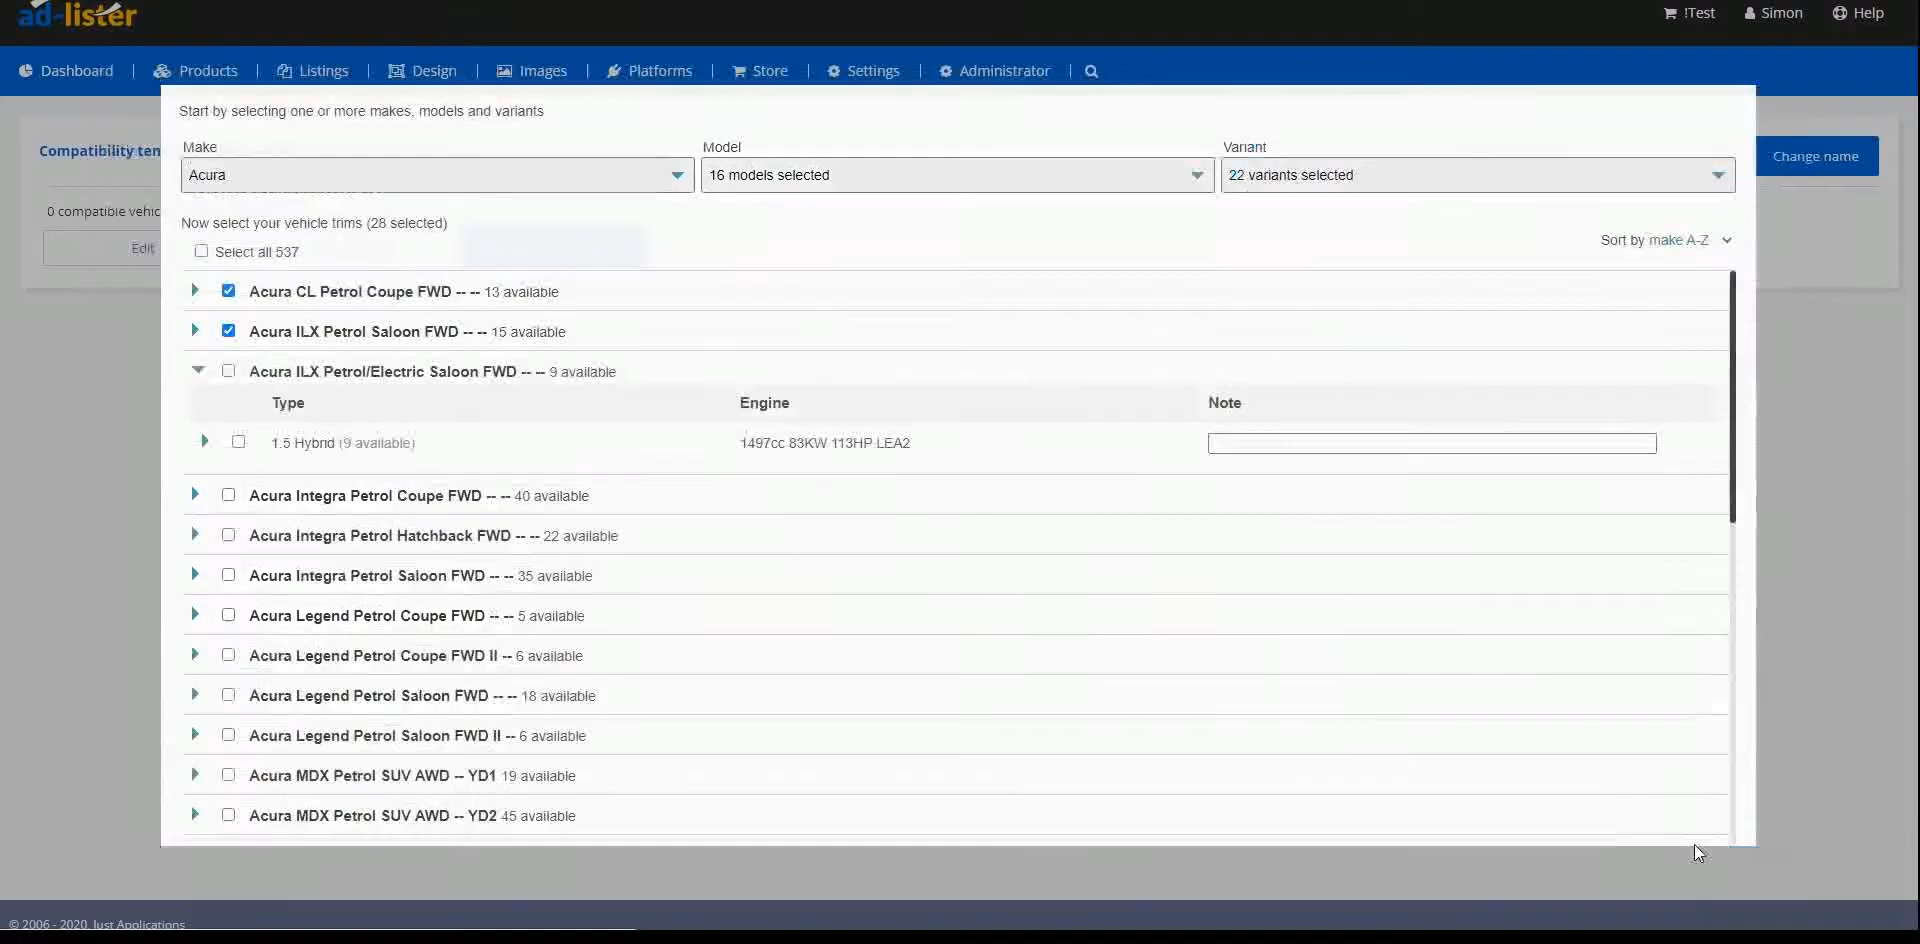 ad-lister
!Test Simon Help
Dashboard Products Listings Design Images Platforms Store Settings Administrator
Start by selecting one or more makes, models and variants
Compatibility tem
Change name
Make Model Variant
Acura 16 models selected 22 variants selected
0 compatible vehic
Now select your vehicle trims (28 selected)
Edit
Select all 537
Sort by make A-Z
Acura CL Petrol Coupe FWD -- -- 13 available
Acura ILX Petrol Saloon FWD -- -- 15 available
Acura ILX Petrol/Electric Saloon FWD -- -- 9 available
Type Engine Note
1.5 Hybrid (9 available) 1497cc 83KW 113HP LEA2
Acura Integra Petrol Coupe FWD -- -- 40 available
Acura Integra Petrol Hatchback FWD -- -- 22 available
Acura Integra Petrol Saloon FWD -- -- 35 available
Acura Legend Petrol Coupe FWD -- -- 5 available
Acura Legend Petrol Coupe FWD II -- 6 available
Acura Legend Petrol Saloon FWD -- -- 18 available
Acura Legend Petrol Saloon FWD II -- 6 available
Acura MDX Petrol SUV AWD -- YD1 19 available
Acura MDX Petrol SUV AWD -- YD2 45 available
© 2006 - 2020, Just Applications